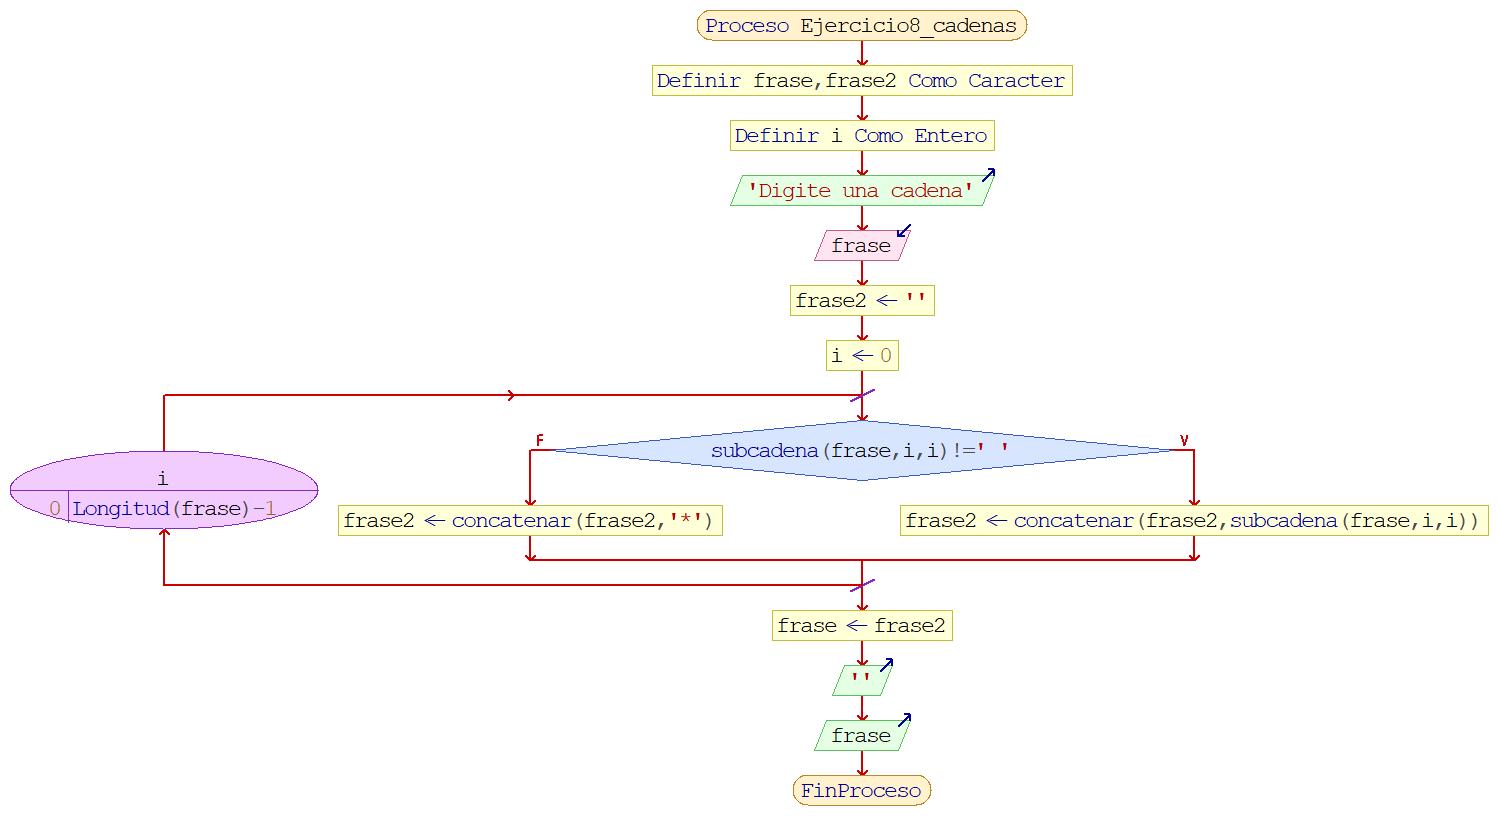 Proceso Ejercicio8_cadenas
Definir frase,frase2 Como Caracter
Definir i Como Entero
'Digite una cadena'
frase
frase2 ← ''
i ← 0
F
subcadena(frase,i,i)!=' '
V
i
0 Longitud(frase)-1
frase2 ← concatenar(frase2,'*')
frase2 ← concatenar(frase2,subcadena(frase,i,i))
frase ← frase2
''
frase
FinProceso